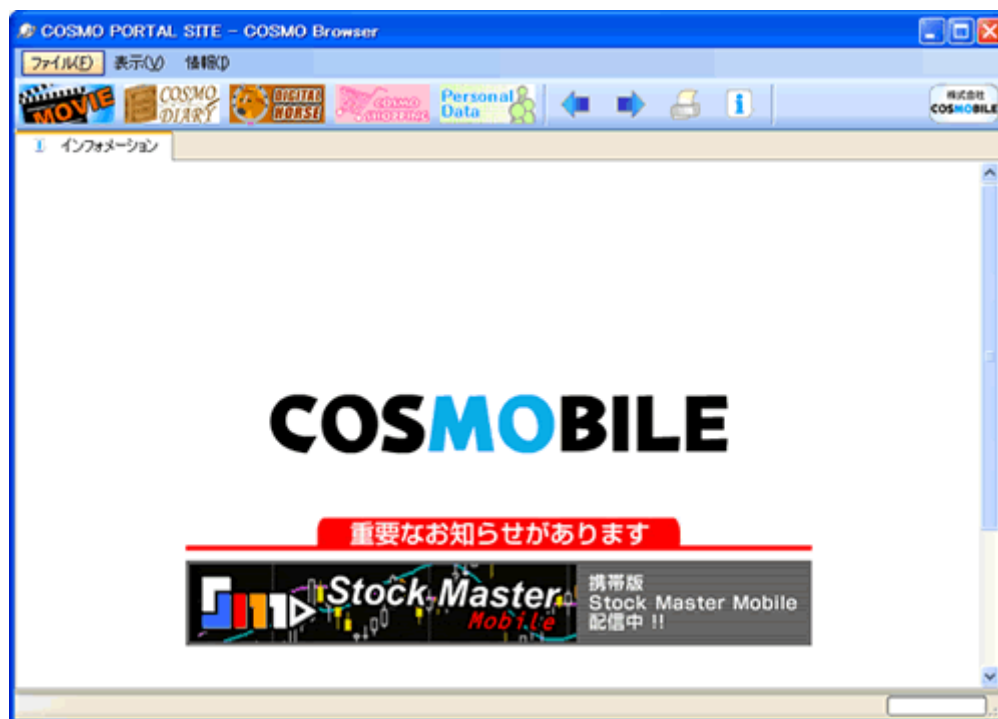 COSMO PORTAL SITE - COSMO Browser
ファイル(F) 表示(V) 情報(I)
MOVIE COSMO DIARY DIGITAL HORSE COSMO SHOPPING Personal Data i 株式会社 COSMOBILE
i インフォメーション
COSMOBILE
重要なお知らせがあります
Stock Master Mobile
携帯版
Stock Master Mobile
配信中 !!